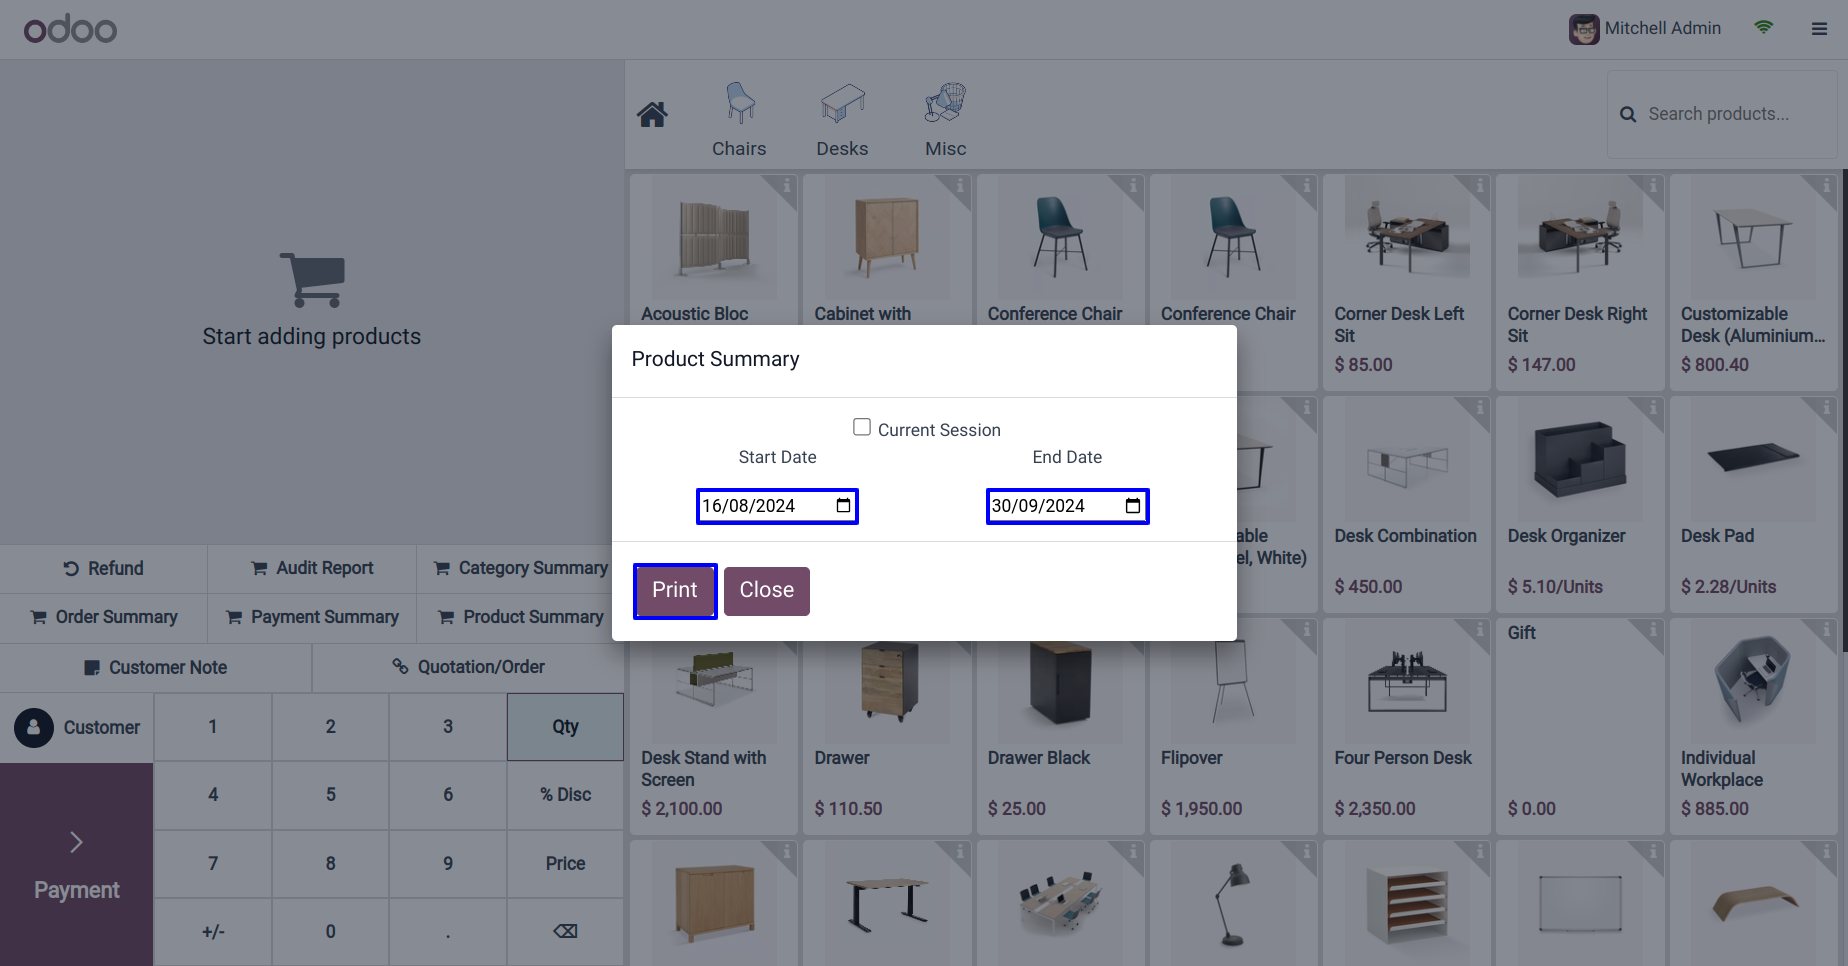 odoo
Mitchell Admin
Chairs
Desks
Misc
Search products...
Start adding products
Acoustic Bloc
Cabinet with
Conference Chair
Conference Chair
Corner Desk Left
Sit
$ 85.00
Corner Desk Right
Sit
$ 147.00
Customizable
Desk (Aluminium...
$ 800.40
Product Summary
Current Session
Start Date
End Date
16/08/2024
30/09/2024
Print
Close
able
el, White)
Desk Combination
$ 450.00
Desk Organizer
$ 5.10/Units
Desk Pad
$ 2.28/Units
Refund
Audit Report
Category Summary
Order Summary
Payment Summary
Product Summary
Customer Note
Quotation/Order
Customer
1
2
3
Qty
4
5
6
% Disc
7
8
9
Price
+/-
0
.
Payment
Desk Stand with
Screen
$ 2,100.00
Drawer
$ 110.50
Drawer Black
$ 25.00
Flipover
$ 1,950.00
Four Person Desk
$ 2,350.00
Gift
$ 0.00
Individual
Workplace
$ 885.00